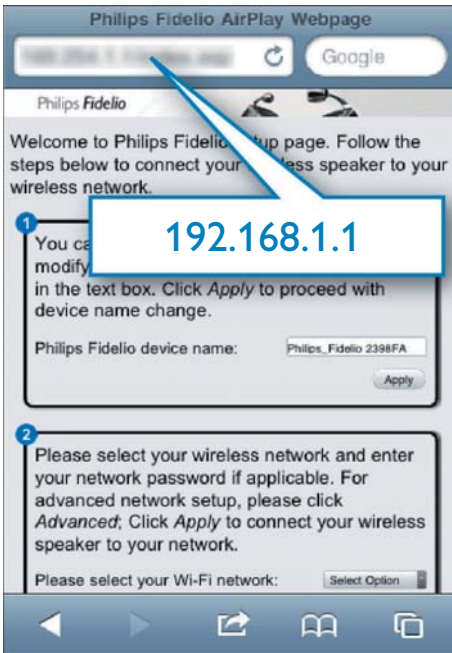 Philips Fidelio AirPlay Webpage
Google
Philips Fidelio
Welcome to Philips Fidelio up page. Follow the
steps below to connect your ess speaker to your
wireless network.
192.168.1.1
1
You ca
modify
in the text box. Click Apply to proceed with
device name change.
Philips Fidelio device name: Philips_Fidelio 2398FA
Apply
2
Please select your wireless network and enter
your network password if applicable. For
advanced network setup, please click
Advanced; Click Apply to connect your wireless
speaker to your network.
Please select your Wi-Fi network: Select Option